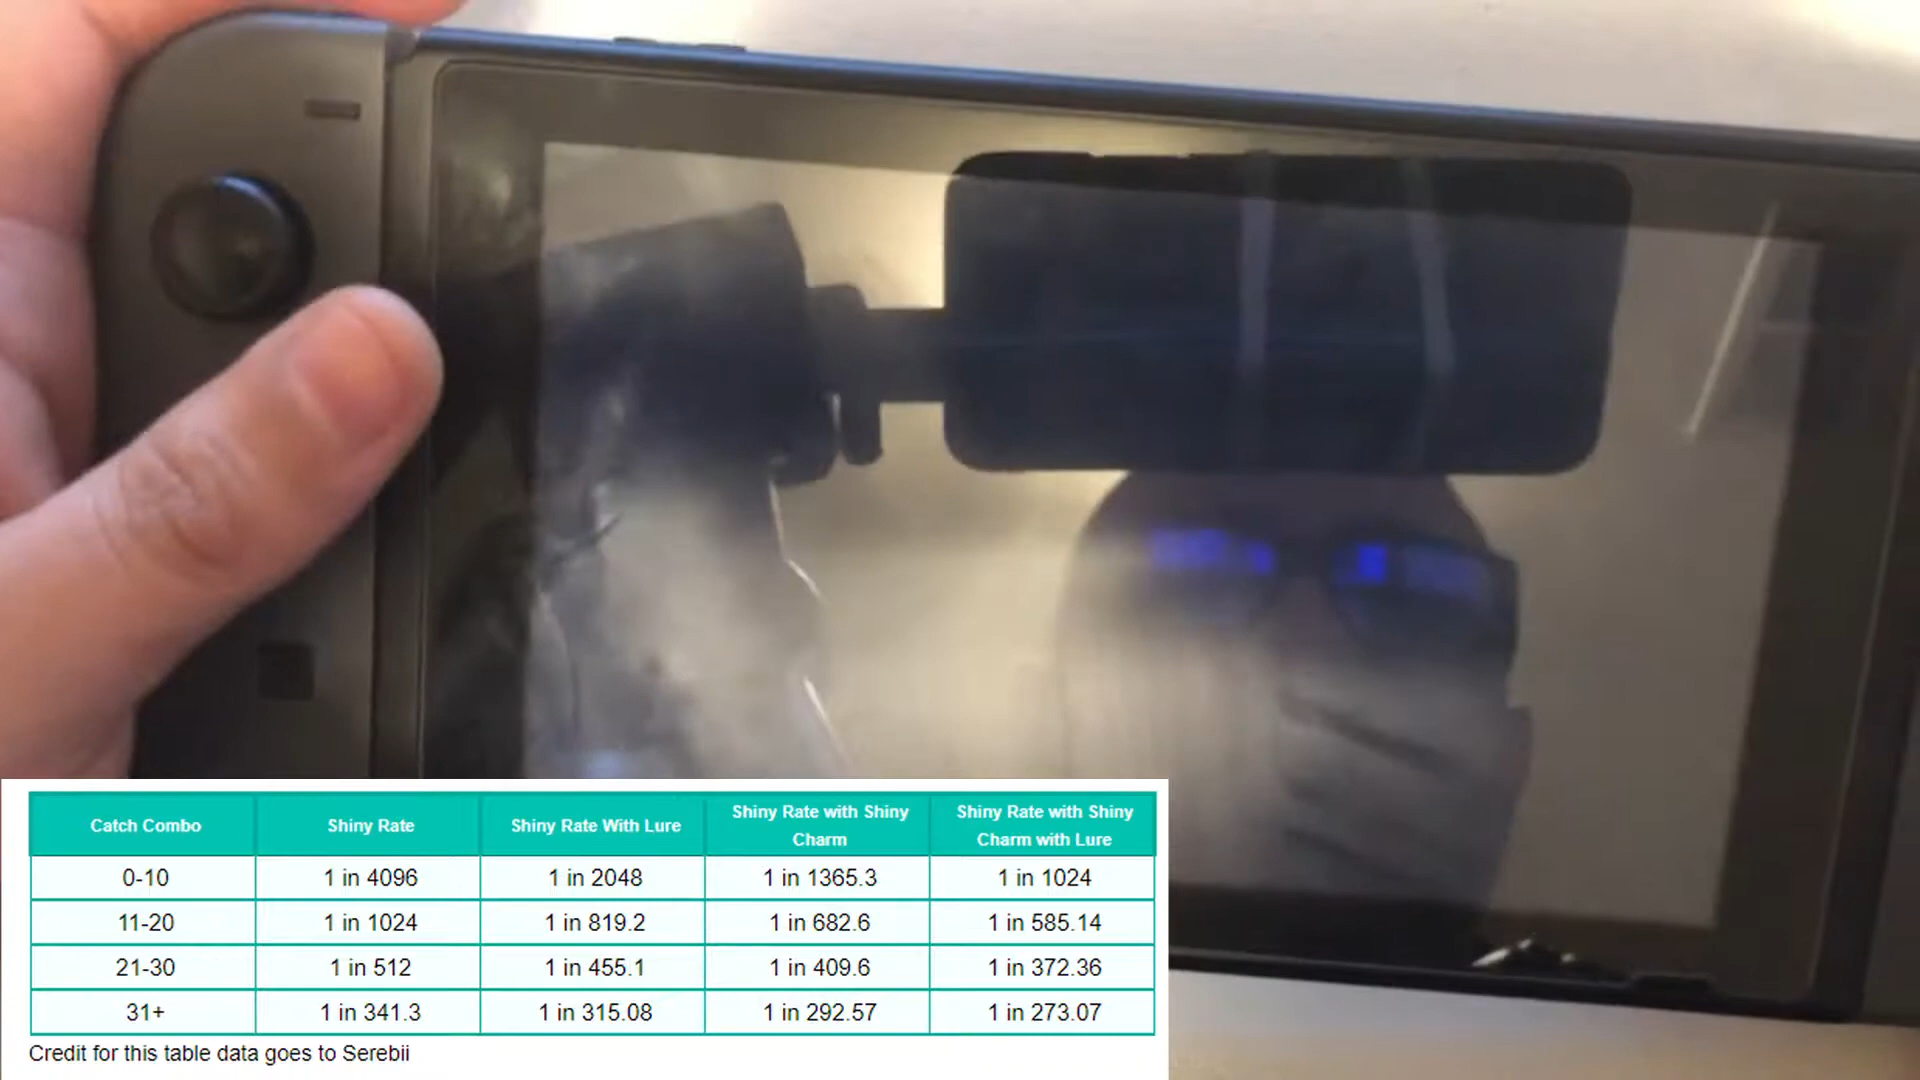 Catch Combo Shiny Rate Shiny Rate With Lure Shiny Rate with Shiny Charm Shiny Rate with Shiny Charm with Lure
0-10 1 in 4096 1 in 2048 1 in 1365.3 1 in 1024
11-20 1 in 1024 1 in 819.2 1 in 682.6 1 in 585.14
21-30 1 in 512 1 in 455.1 1 in 409.6 1 in 372.36
31+ 1 in 341.3 1 in 315.08 1 in 292.57 1 in 273.07
Credit for this table data goes to Serebii